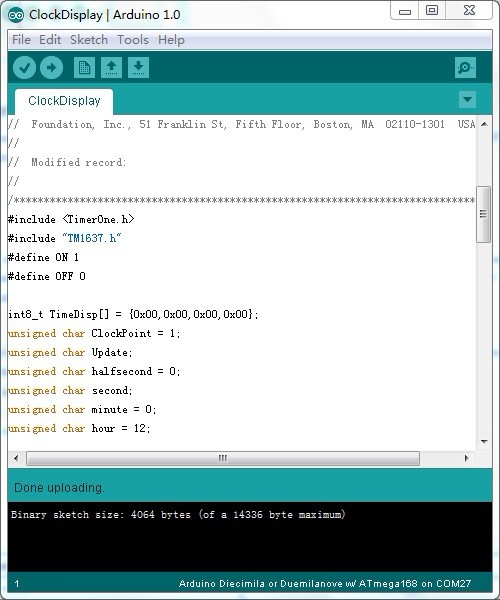 ClockDisplay | Arduino 1.0
File Edit Sketch Tools Help
ClockDisplay
//  Foundation, Inc., 51 Franklin St, Fifth Floor, Boston, MA  02110-1301  USA
//
//  Modified record:
//
/*******************************************************************************
#include <TimerOne.h>
#include "TM1637.h"
#define ON 1
#define OFF 0
int8_t TimeDisp[] = {0x00,0x00,0x00,0x00};
unsigned char ClockPoint = 1;
unsigned char Update;
unsigned char halfsecond = 0;
unsigned char second;
unsigned char minute = 0;
unsigned char hour = 12;
Done uploading.
Binary sketch size: 4064 bytes (of a 14336 byte maximum)
1
Arduino Diecimila or Duemilanove w/ ATmega168 on COM27